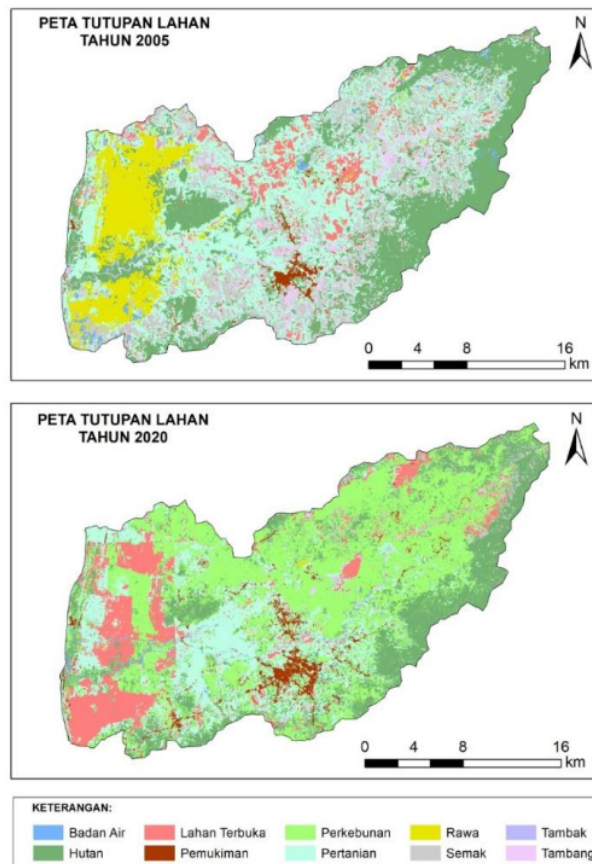 PETA TUTUPAN LAHAN
TAHUN 2005
N
0 4 8 16
km
PETA TUTUPAN LAHAN
TAHUN 2020
N
0 4 8 16
km
KETERANGAN:
Badan Air Lahan Terbuka Perkebunan Rawa Tambak
Hutan Pemukiman Pertanian Semak Tambang